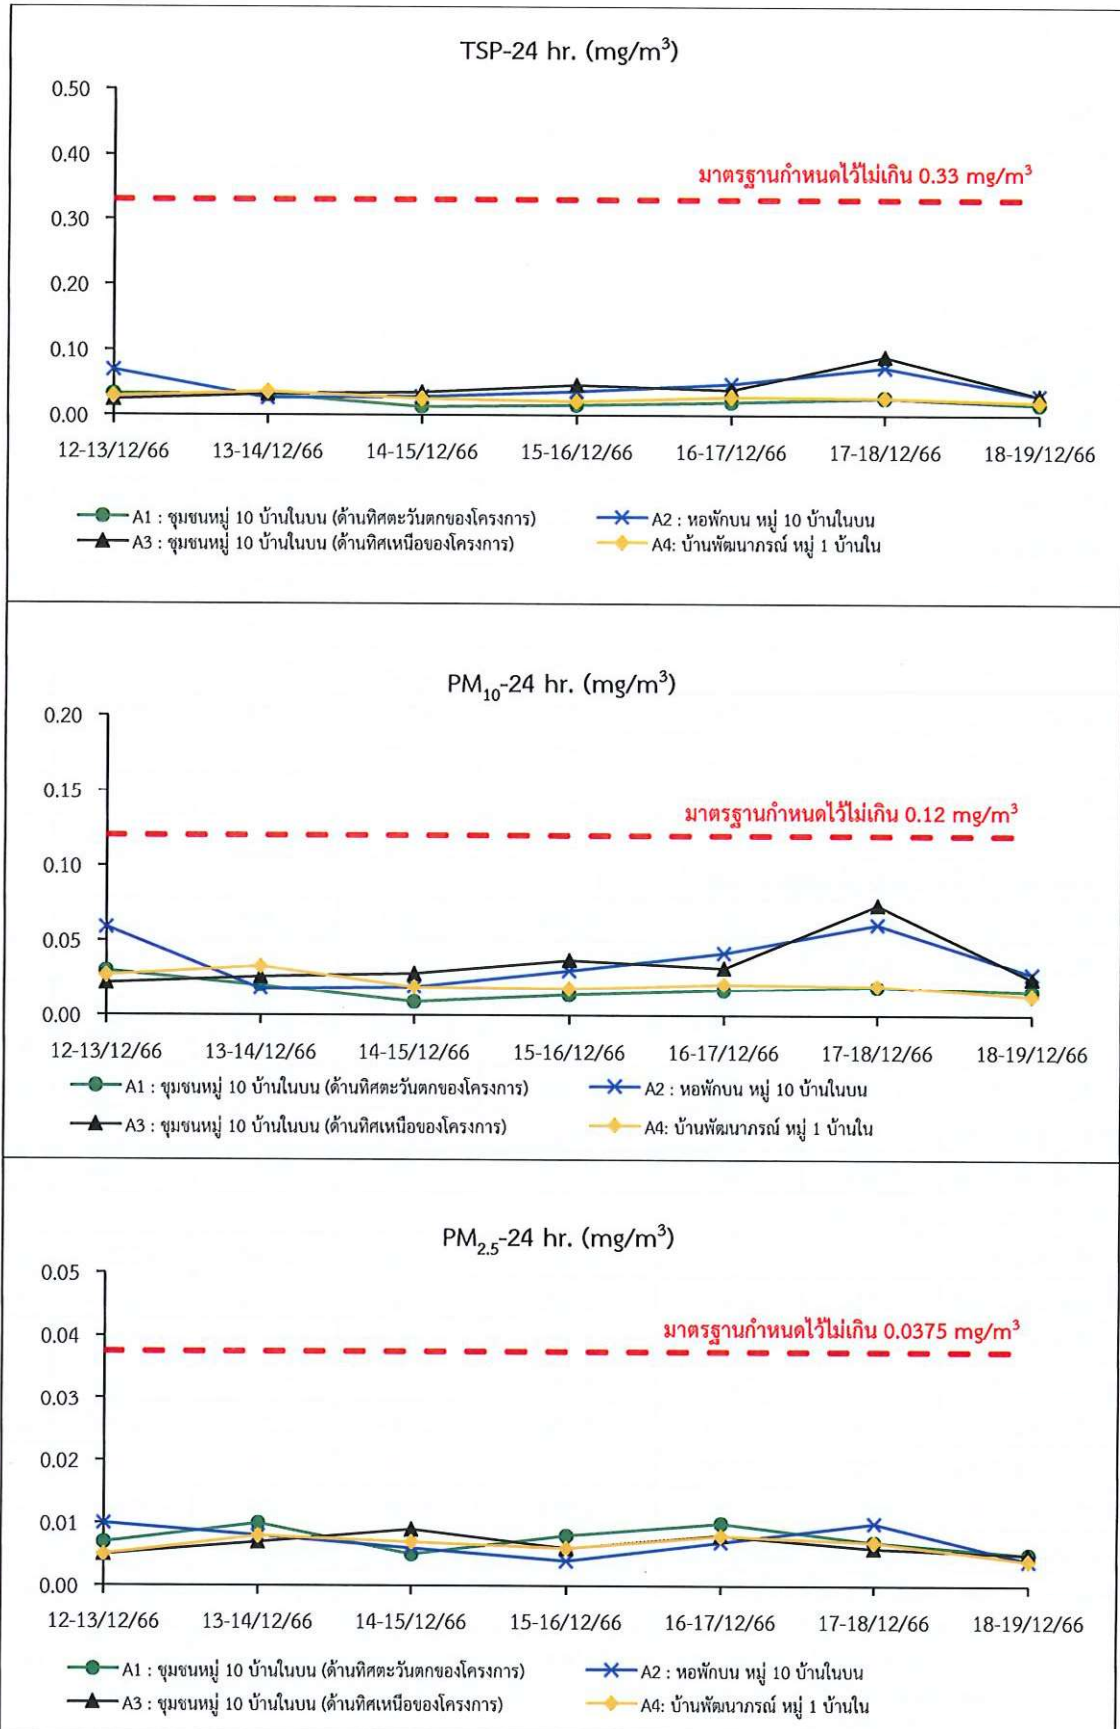 TSP-24 hr. (mg/m³)
0.50
0.40
มาตรฐานกำหนดไว้ไม่เกิน 0.33 mg/m³
0.30
0.20
0.10
0.00
12-13/12/66 13-14/12/66 14-15/12/66 15-16/12/66 16-17/12/66 17-18/12/66 18-19/12/66
A1 : ชุมชนหมู่ 10 บ้านในบน (ด้านทิศตะวันตกของโครงการ) A2 : หอพักบน หมู่ 10 บ้านในบน
A3 : ชุมชนหมู่ 10 บ้านในบน (ด้านทิศเหนือของโครงการ) A4: บ้านพัฒนาภรณ์ หมู่ 1 บ้านใน
PM₁₀-24 hr. (mg/m³)
0.20
0.15
มาตรฐานกำหนดไว้ไม่เกิน 0.12 mg/m³
0.10
0.05
0.00
12-13/12/66 13-14/12/66 14-15/12/66 15-16/12/66 16-17/12/66 17-18/12/66 18-19/12/66
A1 : ชุมชนหมู่ 10 บ้านในบน (ด้านทิศตะวันตกของโครงการ) A2 : หอพักบน หมู่ 10 บ้านในบน
A3 : ชุมชนหมู่ 10 บ้านในบน (ด้านทิศเหนือของโครงการ) A4: บ้านพัฒนาภรณ์ หมู่ 1 บ้านใน
PM₂.₅-24 hr. (mg/m³)
0.05
0.04
มาตรฐานกำหนดไว้ไม่เกิน 0.0375 mg/m³
0.03
0.02
0.01
0.00
12-13/12/66 13-14/12/66 14-15/12/66 15-16/12/66 16-17/12/66 17-18/12/66 18-19/12/66
A1 : ชุมชนหมู่ 10 บ้านในบน (ด้านทิศตะวันตกของโครงการ) A2 : หอพักบน หมู่ 10 บ้านในบน
A3 : ชุมชนหมู่ 10 บ้านในบน (ด้านทิศเหนือของโครงการ) A4: บ้านพัฒนาภรณ์ หมู่ 1 บ้านใน